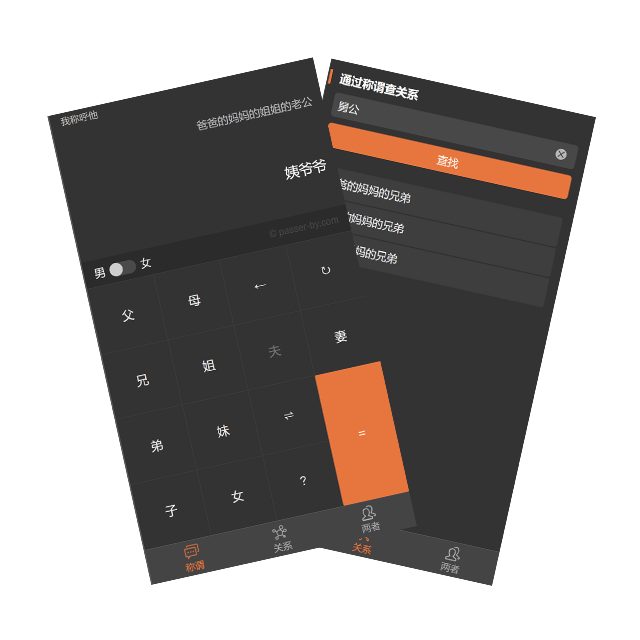 我称呼他
爸爸的妈妈的姐姐的老公
姨爷爷
© passer-by.com
男 女
父 母 ← ↻
兄 姐 夫 妻
弟 妹 ⇌ =
子 女 ?
称谓 关系 两者
通过称谓查关系
舅公
查找
爸的妈妈的兄弟
妈妈的兄弟
妈的兄弟
关系 两者